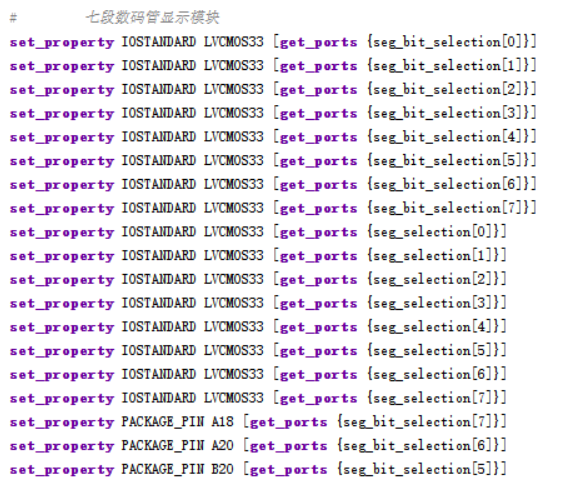 #        七段数码管显示模块
set_property IOSTANDARD LVCMOS33 [get_ports {seg_bit_selection[0]}]
set_property IOSTANDARD LVCMOS33 [get_ports {seg_bit_selection[1]}]
set_property IOSTANDARD LVCMOS33 [get_ports {seg_bit_selection[2]}]
set_property IOSTANDARD LVCMOS33 [get_ports {seg_bit_selection[3]}]
set_property IOSTANDARD LVCMOS33 [get_ports {seg_bit_selection[4]}]
set_property IOSTANDARD LVCMOS33 [get_ports {seg_bit_selection[5]}]
set_property IOSTANDARD LVCMOS33 [get_ports {seg_bit_selection[6]}]
set_property IOSTANDARD LVCMOS33 [get_ports {seg_bit_selection[7]}]
set_property IOSTANDARD LVCMOS33 [get_ports {seg_selection[0]}]
set_property IOSTANDARD LVCMOS33 [get_ports {seg_selection[1]}]
set_property IOSTANDARD LVCMOS33 [get_ports {seg_selection[2]}]
set_property IOSTANDARD LVCMOS33 [get_ports {seg_selection[3]}]
set_property IOSTANDARD LVCMOS33 [get_ports {seg_selection[4]}]
set_property IOSTANDARD LVCMOS33 [get_ports {seg_selection[5]}]
set_property IOSTANDARD LVCMOS33 [get_ports {seg_selection[6]}]
set_property IOSTANDARD LVCMOS33 [get_ports {seg_selection[7]}]
set_property PACKAGE_PIN A18 [get_ports {seg_bit_selection[7]}]
set_property PACKAGE_PIN A20 [get_ports {seg_bit_selection[6]}]
set_property PACKAGE_PIN B20 [get_ports {seg_bit_selection[5]}]